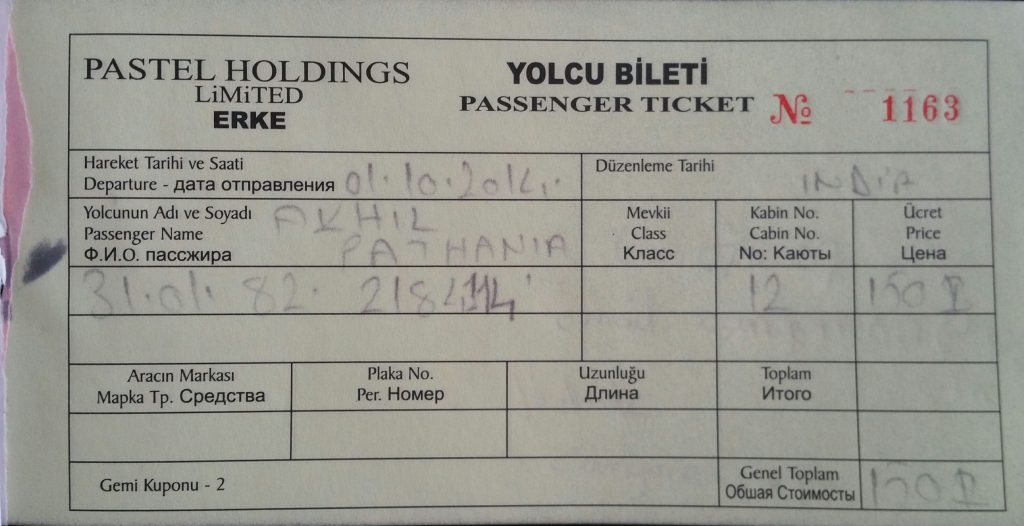 PASTEL HOLDINGS
LiMiTED
ERKE
YOLCU BİLETİ
PASSENGER TICKET
№ 1163
Hareket Tarihi ve Saati
Departure - дата отправления 01.10.2014.
Düzenleme Tarihi
INDIA
Yolcunun Adı ve Soyadı
Passenger Name
Ф.И.О. пассжира
AKHIL
PATHANIA
Mevkii
Class
Класс
Kabin No.
Cabin No.
No: Каюты
Ücret
Price
Цена
31.01.82.
12
150
Aracın Markası
Марка Тр. Средства
Plaka No.
Рег. Номер
Uzunluğu
Длина
Toplam
Итого
Gemi Kuponu - 2
Genel Toplam
Обшая Стоимосты
150